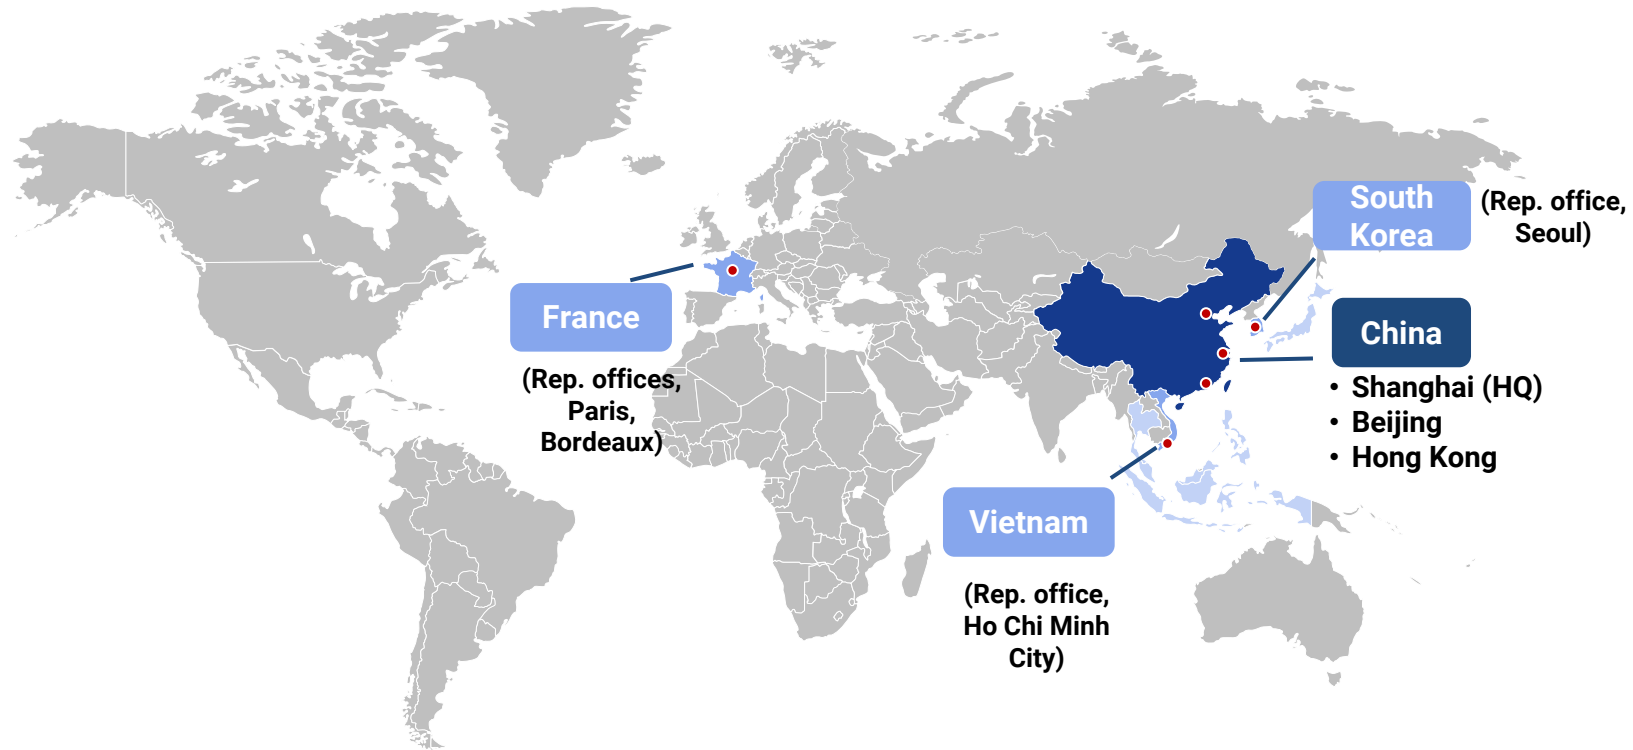 South
Korea
(Rep. office,
Seoul)
France
(Rep. offices,
Paris,
Bordeaux)
China
• Shanghai (HQ)
• Beijing
• Hong Kong
Vietnam
(Rep. office,
Ho Chi Minh
City)